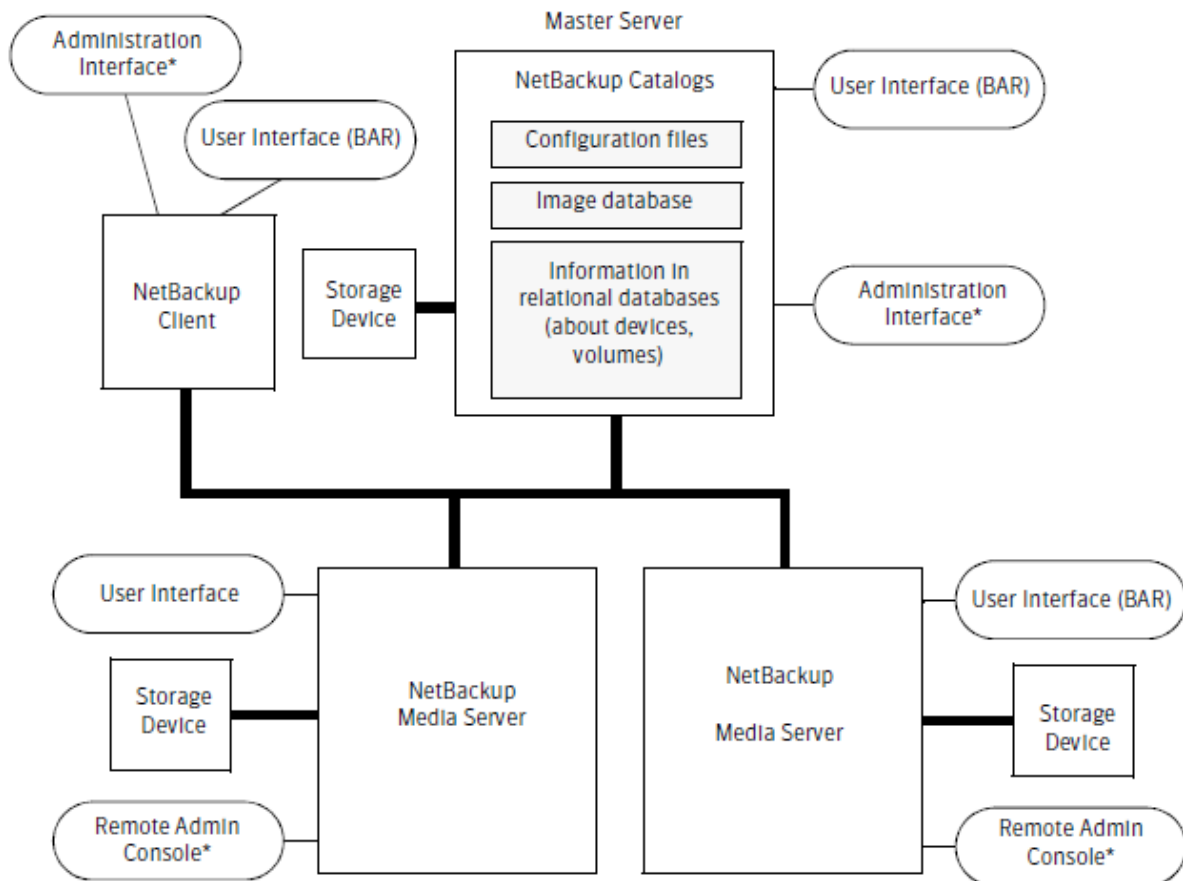 Master Server
Administration
Interface*
User Interface (BAR)
NetBackup
Client
Storage
Device
NetBackup Catalogs
Configuration files
Image database
Information in
relational databases
(about devices,
volumes)
User Interface (BAR)
Administration
Interface*
User Interface
Storage
Device
Remote Admin
Console*
NetBackup
Media Server
NetBackup
Media Server
User Interface (BAR)
Storage
Device
Remote Admin
Console*